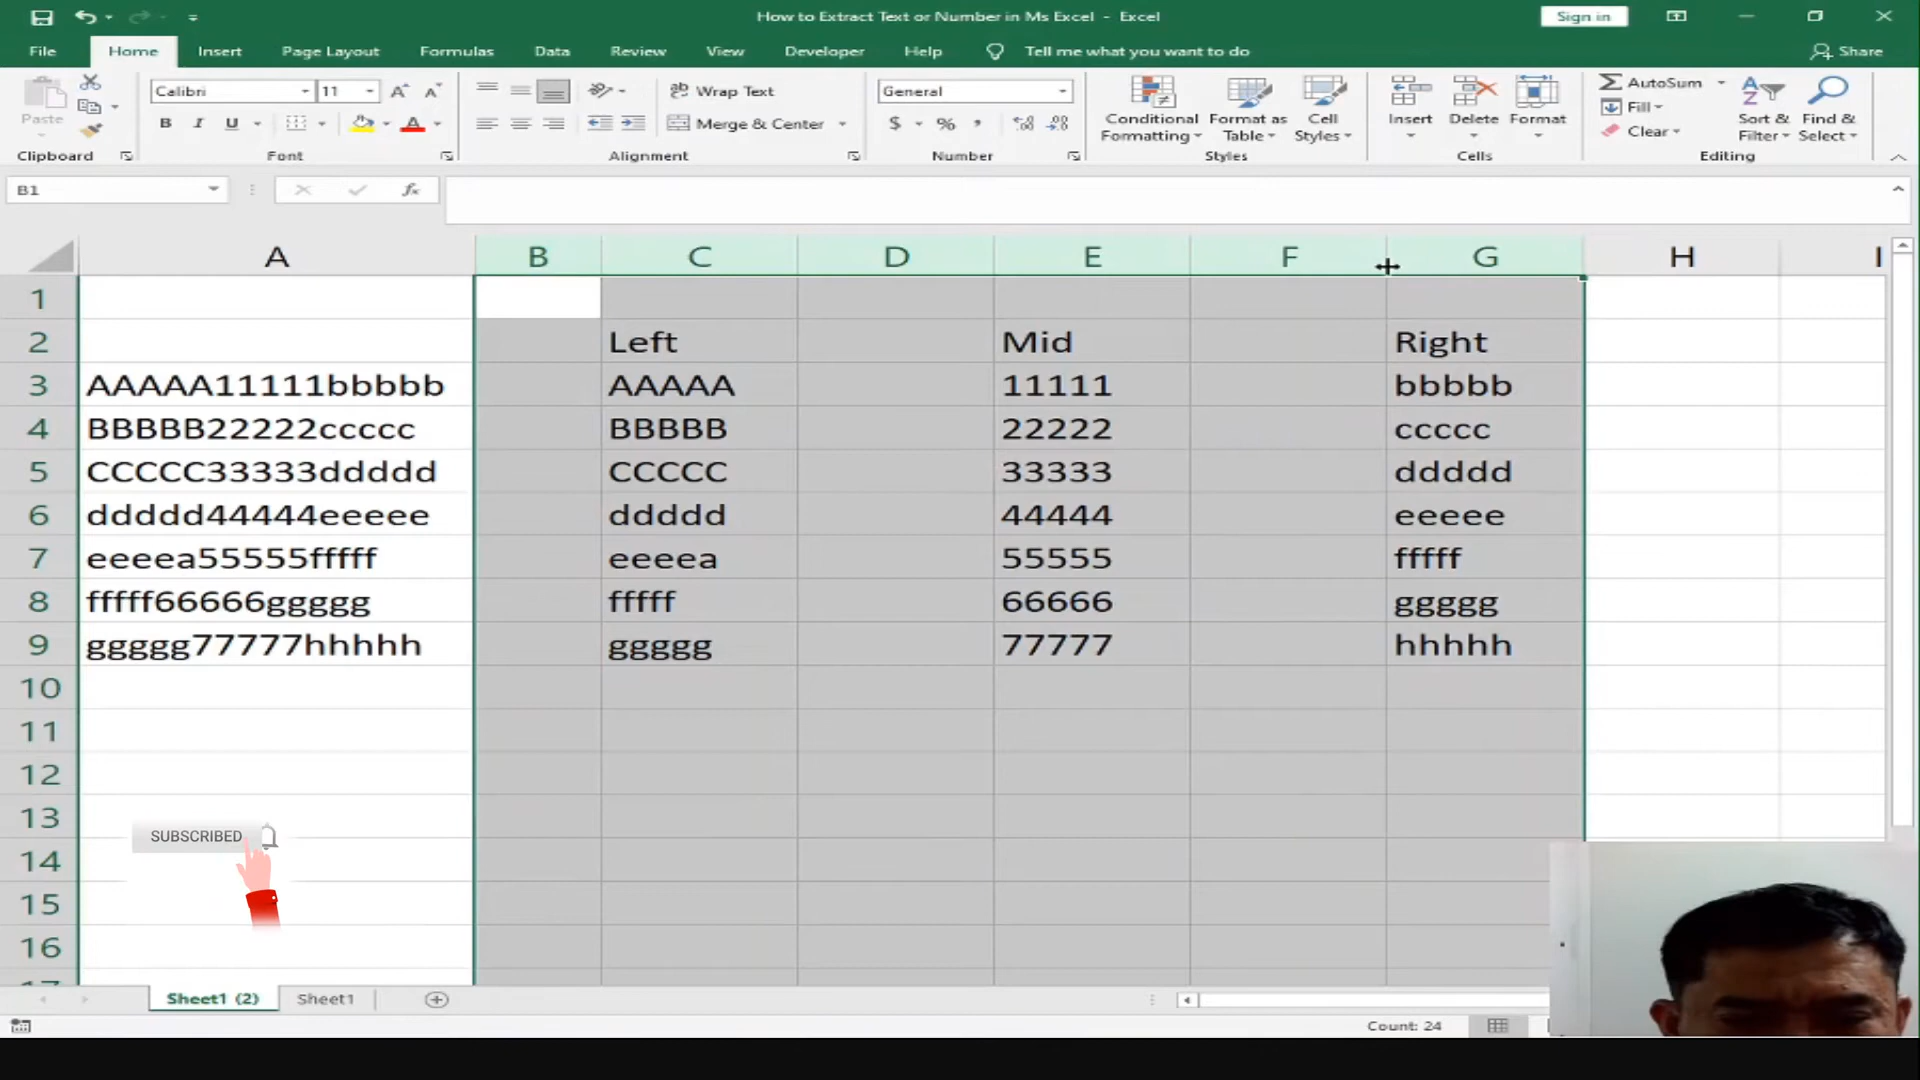 How to Extract Text or Number in Ms Excel - Excel
Sign in
File Home Insert Page Layout Formulas Data Review View Developer Help Tell me what you want to do Share
Paste
Calibri 11 A A
Wrap Text
General
AutoSum
B I U A
Merge & Center
$ % ,
Conditional Formatting
Format as Table
Cell Styles
Insert Delete Format
Fill
Clear
Sort & Filter
Find & Select
Clipboard Font Alignment Number Styles Cells Editing
B1 fx
A B C D E F G H I
1
2 Left Mid Right
3 AAAAA11111bbbbb AAAAA 11111 bbbbb
4 BBBBB22222ccccc BBBBB 22222 ccccc
5 CCCCC33333ddddd CCCCC 33333 ddddd
6 ddddd44444eeeee ddddd 44444 eeeee
7 eeeea55555fffff eeeea 55555 fffff
8 fffff66666ggggg fffff 66666 ggggg
9 ggggg77777hhhhh ggggg 77777 hhhhh
10
11
12
13
SUBSCRIBED
14
15
16
17
Sheet1 (2) Sheet1
Count: 24